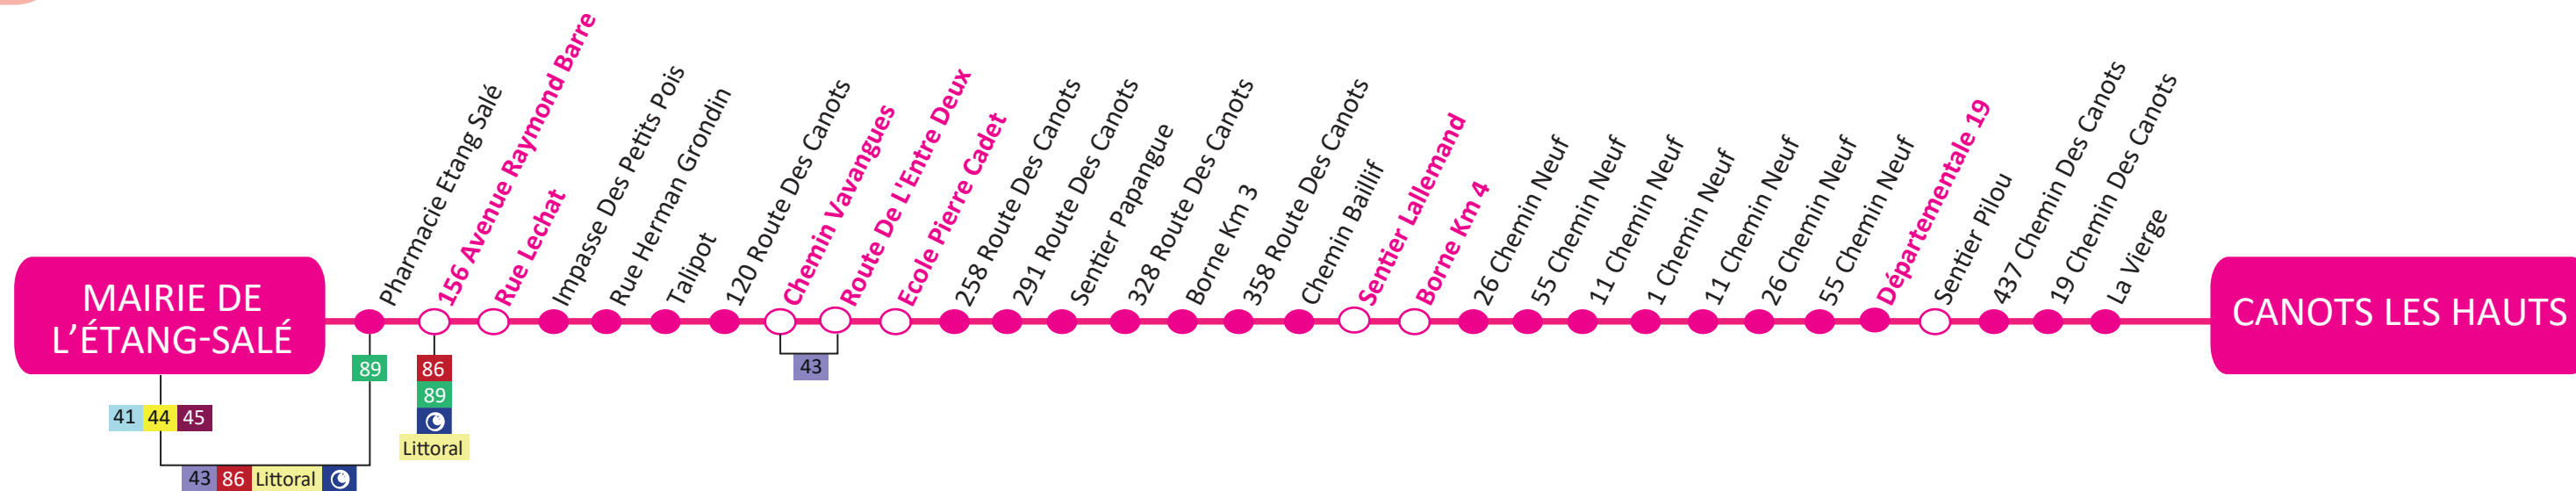 MAIRIE DE
L'ÉTANG-SALÉ
Pharmacie Etang Salé
156 Avenue Raymond Barre
Rue Lechat
Impasse Des Petits Pois
Rue Herman Grondin
Talipot
120 Route Des Canots
Chemin Vavangues
Route De L'Entre Deux
Ecole Pierre Cadet
258 Route Des Canots
291 Route Des Canots
Sentier Papangue
328 Route Des Canots
Borne Km 3
358 Route Des Canots
Chemin Baillif
Sentier Lallemand
Borne Km 4
26 Chemin Neuf
55 Chemin Neuf
11 Chemin Neuf
1 Chemin Neuf
11 Chemin Neuf
26 Chemin Neuf
55 Chemin Neuf
Départementale 19
Sentier Pilou
437 Chemin Des Canots
19 Chemin Des Canots
La Vierge
CANOTS LES HAUTS
89
86
89
Littoral
43
41 44 45
43 86 Littoral